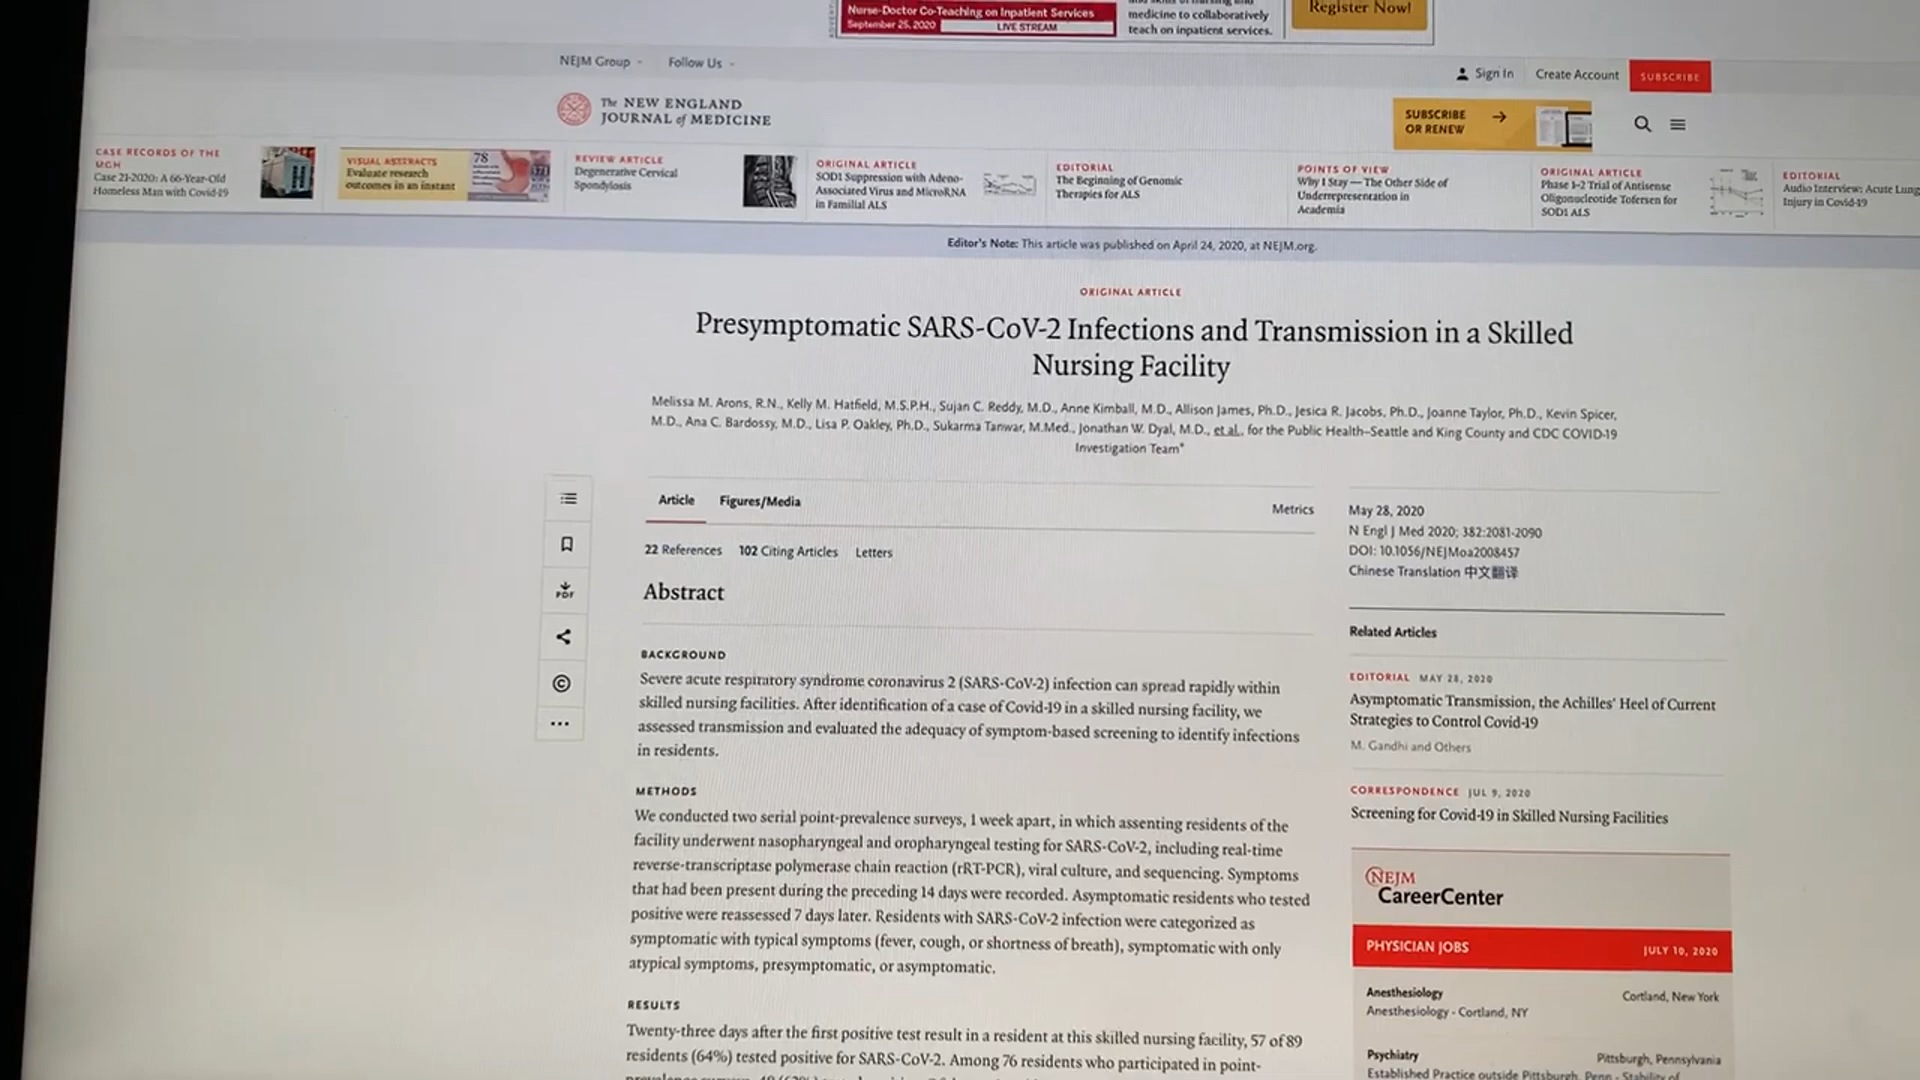 Nurse-Doctor Co-Teaching on Inpatient Services
September 25, 2020 LIVE STREAM
medicine to collaboratively
teach on inpatient services.
Register Now!
NEJM Group
Follow Us
Sign In
Create Account
SUBSCRIBE
The NEW ENGLAND
JOURNAL of MEDICINE
SUBSCRIBE
OR RENEW
CASE RECORDS OF THE
MGH
Case 21-2020: A 66-Year-Old
Homeless Man with Covid-19
VISUAL ABSTRACTS
Evaluate research
outcomes in an instant
78
REVIEW ARTICLE
Degenerative Cervical
Spondylosis
ORIGINAL ARTICLE
SOD1 Suppression with Adeno-
Associated Virus and MicroRNA
in Familial ALS
EDITORIAL
The Beginning of Genomic
Therapies for ALS
POINTS OF VIEW
Why I Stay — The Other Side of
Underrepresentation in
Academia
ORIGINAL ARTICLE
Phase 1–2 Trial of Antisense
Oligonucleotide Tofersen for
SOD1 ALS
EDITORIAL
Audio Interview: Acute Lung
Injury in Covid-19
Editor's Note: This article was published on April 24, 2020, at NEJM.org.
ORIGINAL ARTICLE
Presymptomatic SARS-CoV-2 Infections and Transmission in a Skilled
Nursing Facility
Melissa M. Arons, R.N., Kelly M. Hatfield, M.S.P.H., Sujan C. Reddy, M.D., Anne Kimball, M.D., Allison James, Ph.D., Jesica R. Jacobs, Ph.D., Joanne Taylor, Ph.D., Kevin Spicer,
M.D., Ana C. Bardossy, M.D., Lisa P. Oakley, Ph.D., Sukarma Tanwar, M.Med., Jonathan W. Dyal, M.D., et al., for the Public Health–Seattle and King County and CDC COVID-19
Investigation Team*
Article
Figures/Media
Metrics
22 References
102 Citing Articles
Letters
Abstract
BACKGROUND
Severe acute respiratory syndrome coronavirus 2 (SARS-CoV-2) infection can spread rapidly within
skilled nursing facilities. After identification of a case of Covid-19 in a skilled nursing facility, we
assessed transmission and evaluated the adequacy of symptom-based screening to identify infections
in residents.
METHODS
We conducted two serial point-prevalence surveys, 1 week apart, in which assenting residents of the
facility underwent nasopharyngeal and oropharyngeal testing for SARS-CoV-2, including real-time
reverse-transcriptase polymerase chain reaction (rRT-PCR), viral culture, and sequencing. Symptoms
that had been present during the preceding 14 days were recorded. Asymptomatic residents who tested
positive were reassessed 7 days later. Residents with SARS-CoV-2 infection were categorized as
symptomatic with typical symptoms (fever, cough, or shortness of breath), symptomatic with only
atypical symptoms, presymptomatic, or asymptomatic.
RESULTS
Twenty-three days after the first positive test result in a resident at this skilled nursing facility, 57 of 89
residents (64%) tested positive for SARS-CoV-2. Among 76 residents who participated in point-
PDF
May 28, 2020
N Engl J Med 2020; 382:2081-2090
DOI: 10.1056/NEJMoa2008457
Chinese Translation 中文翻译
Related Articles
EDITORIAL MAY 28, 2020
Asymptomatic Transmission, the Achilles' Heel of Current
Strategies to Control Covid-19
M. Gandhi and Others
CORRESPONDENCE JUL 9, 2020
Screening for Covid-19 in Skilled Nursing Facilities
NEJM
CareerCenter
PHYSICIAN JOBS
JULY 10, 2020
Anesthesiology
Cortland, New York
Anesthesiology - Cortland, NY
Psychiatry
Pittsburgh, Pennsylvania
Established Practice outside Pittsburgh, Penn - Stability of